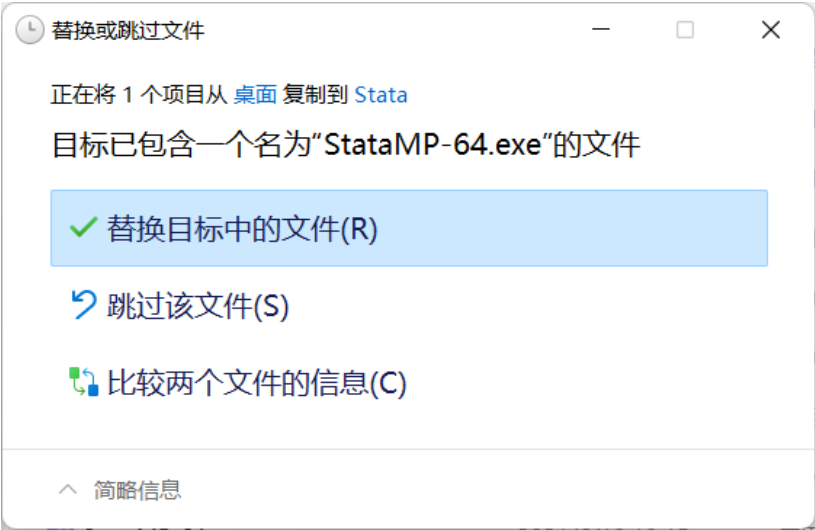 替换或跳过文件
正在将 1 个项目从 桌面 复制到 Stata
目标已包含一个名为“StataMP-64.exe”的文件
替换目标中的文件(R)
跳过该文件(S)
比较两个文件的信息(C)
简略信息